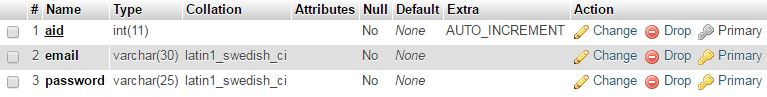 # Name Type Collation Attributes Null Default Extra Action
1 aid int(11) No None AUTO_INCREMENT Change Drop Primary
2 email varchar(30) latin1_swedish_ci No None Change Drop Primary
3 password varchar(25) latin1_swedish_ci No None Change Drop Primary